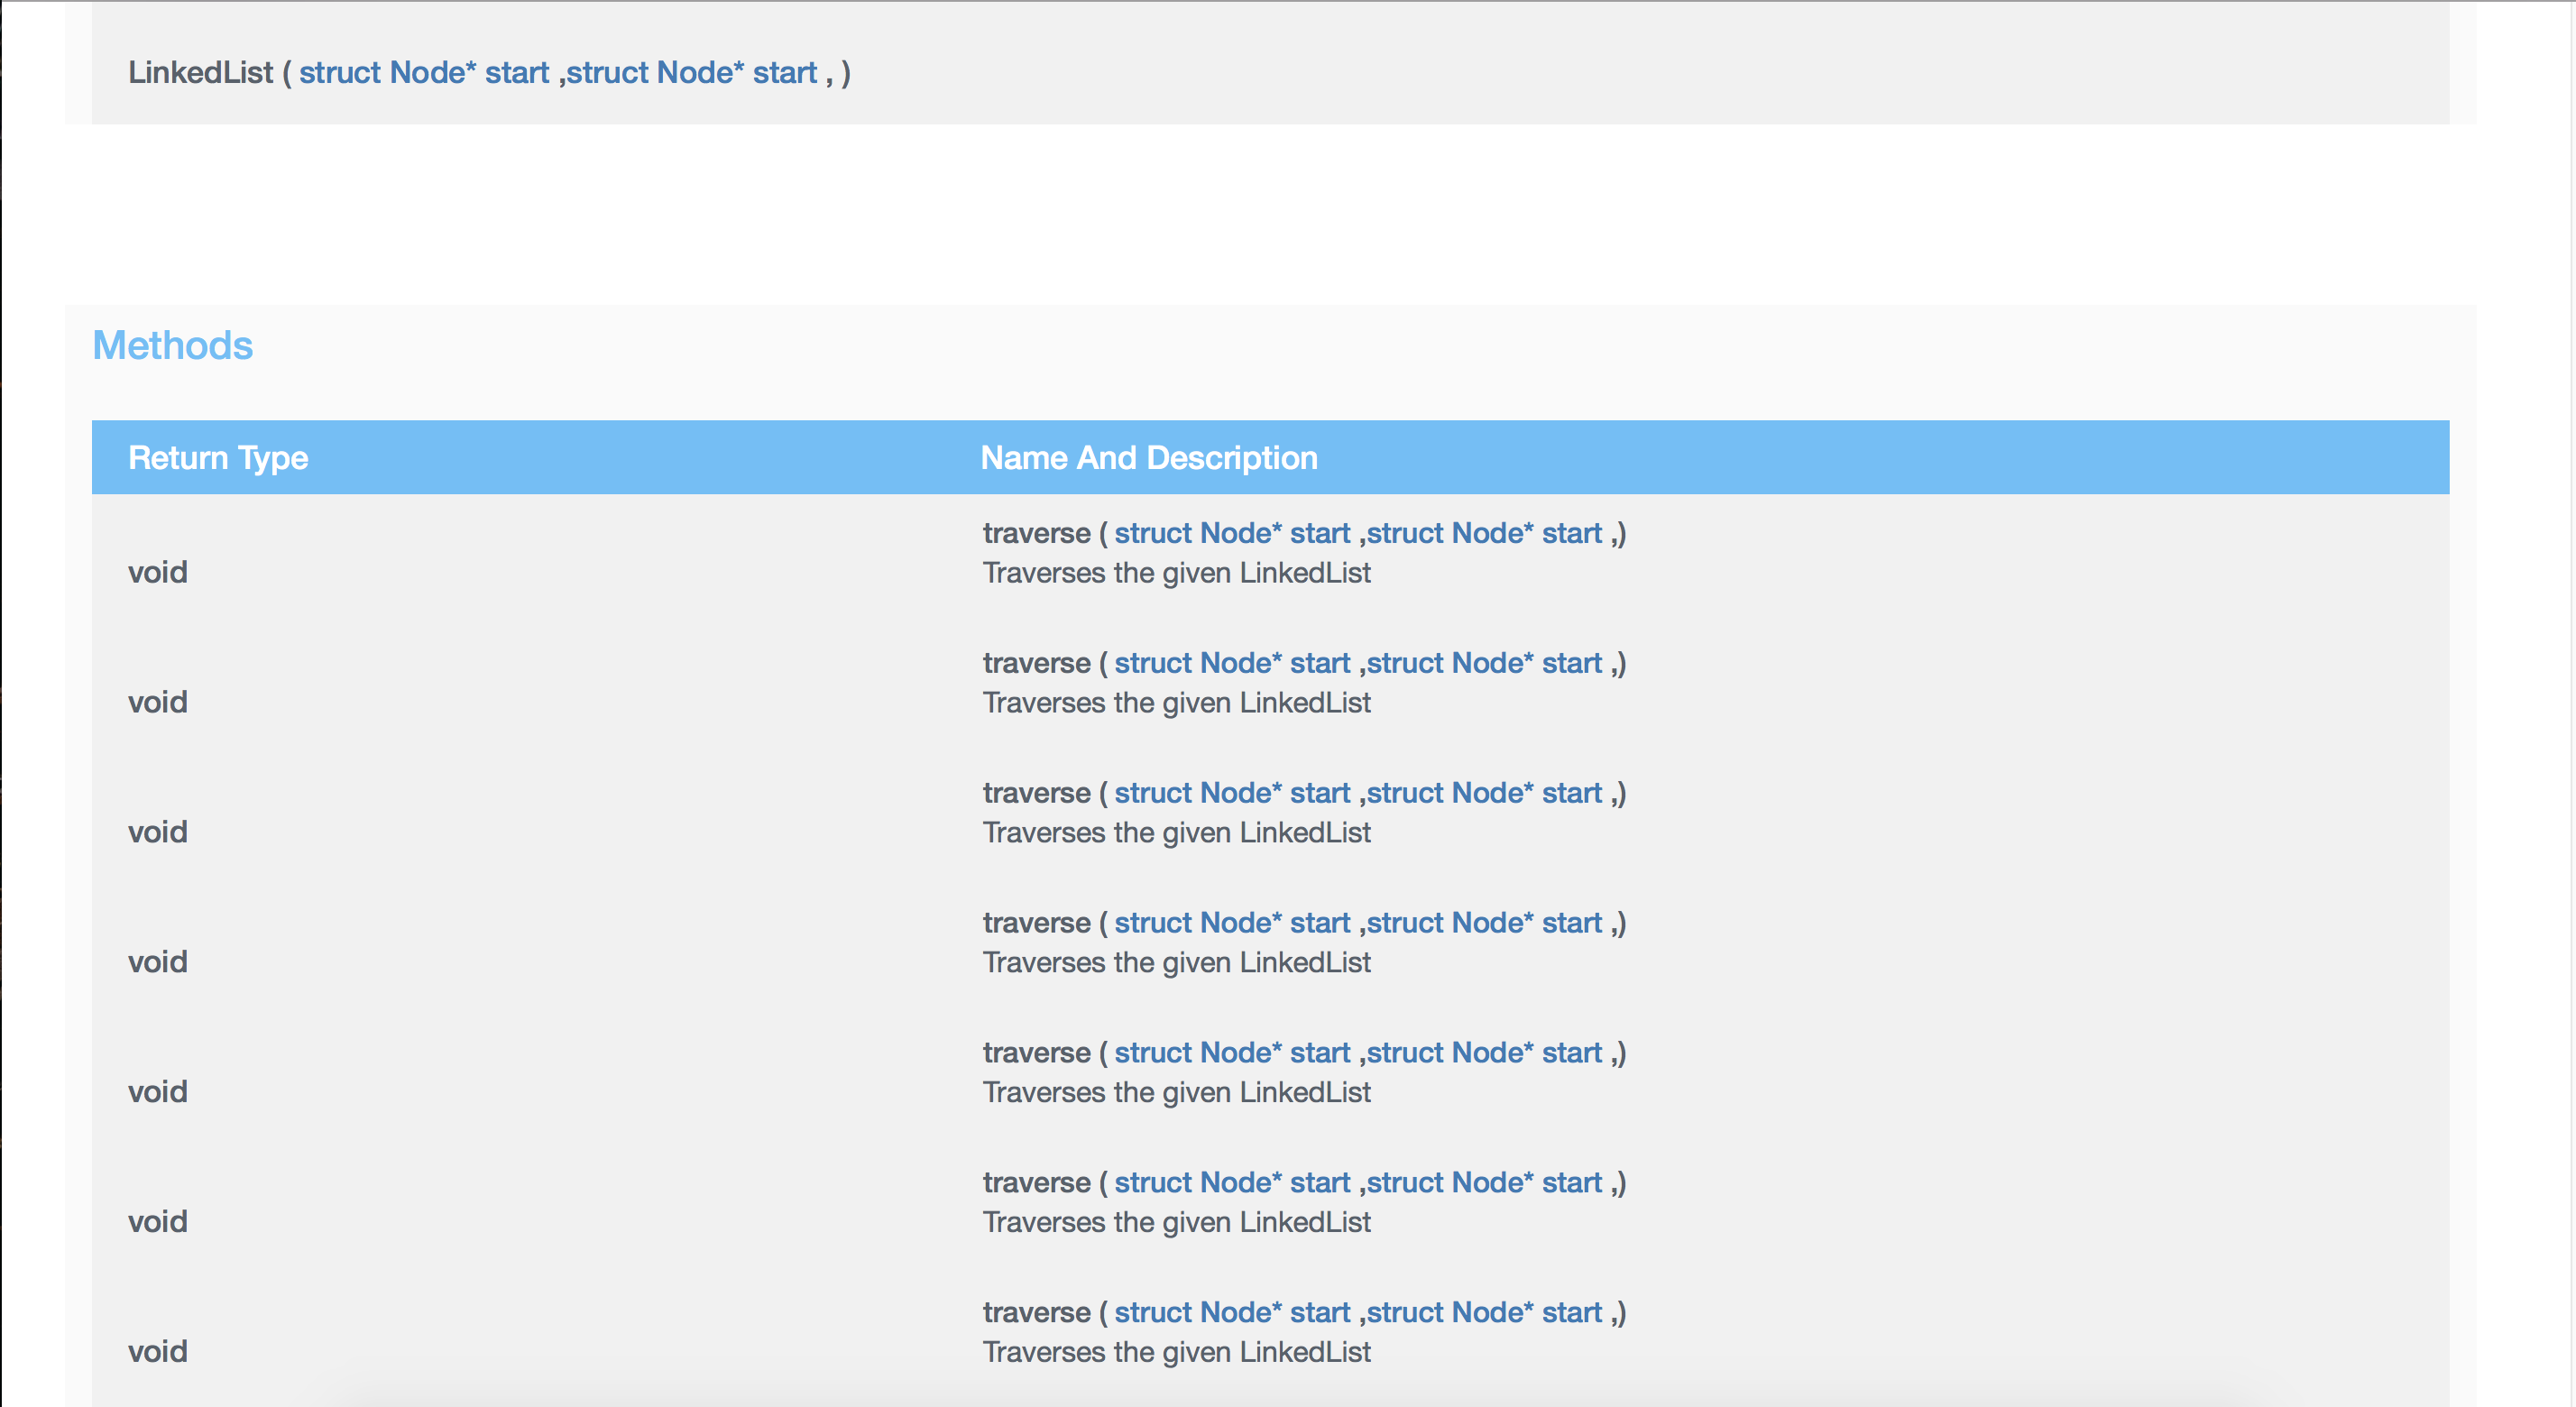 LinkedList ( struct Node* start ,struct Node* start , )
Methods
Return Type Name And Description
traverse ( struct Node* start ,struct Node* start ,)
void Traverses the given LinkedList
traverse ( struct Node* start ,struct Node* start ,)
void Traverses the given LinkedList
traverse ( struct Node* start ,struct Node* start ,)
void Traverses the given LinkedList
traverse ( struct Node* start ,struct Node* start ,)
void Traverses the given LinkedList
traverse ( struct Node* start ,struct Node* start ,)
void Traverses the given LinkedList
traverse ( struct Node* start ,struct Node* start ,)
void Traverses the given LinkedList
traverse ( struct Node* start ,struct Node* start ,)
void Traverses the given LinkedList